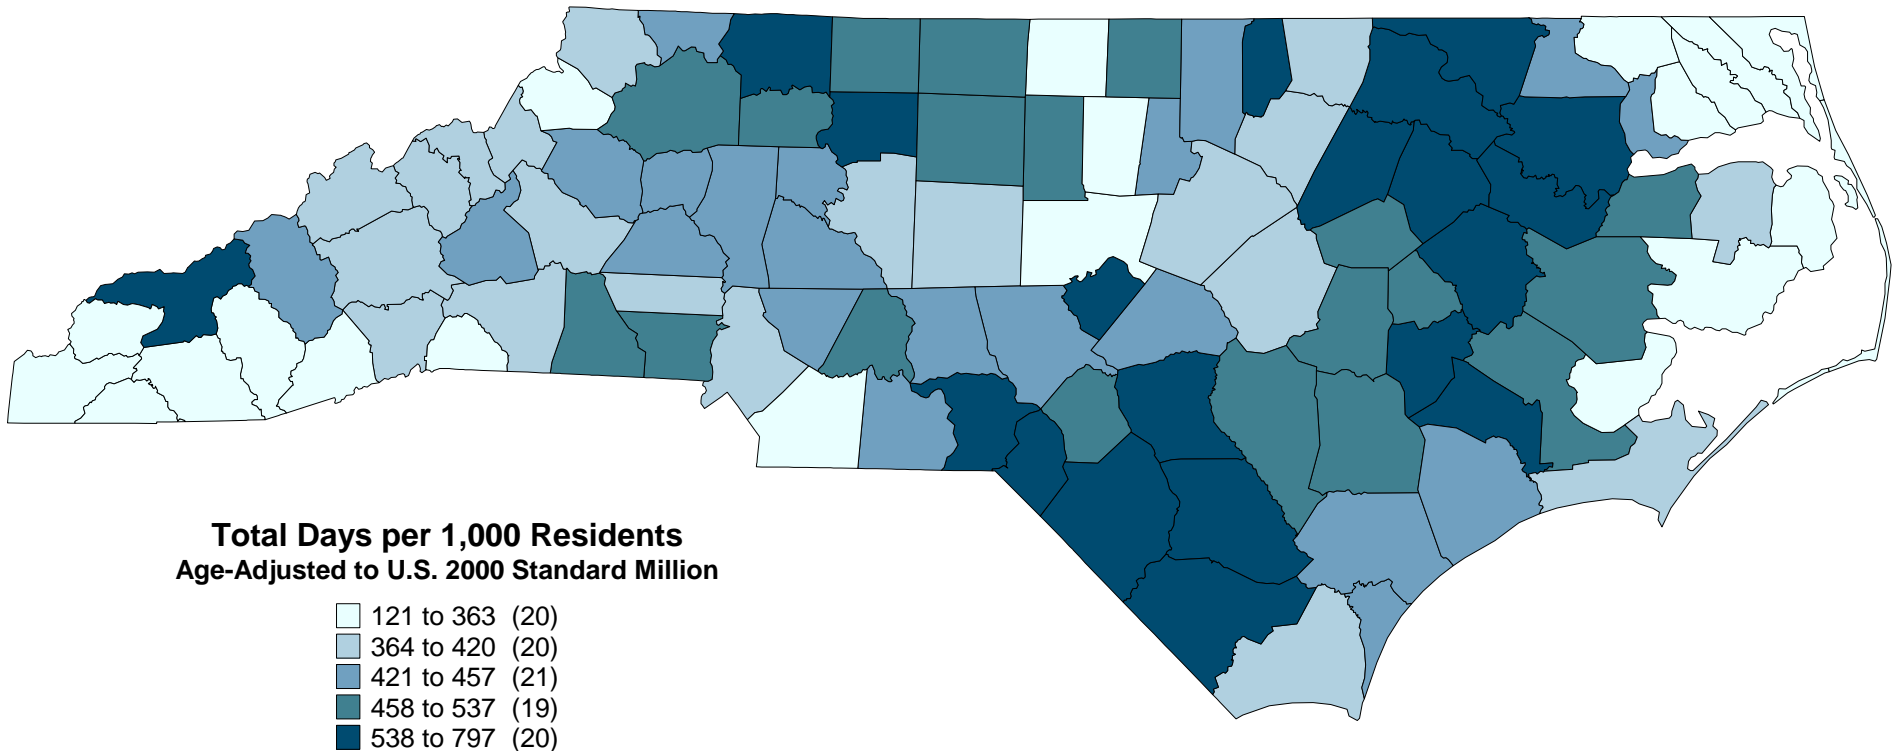 Total Days per 1,000 Residents
Age-Adjusted to U.S. 2000 Standard Million
121 to 363 (20)
364 to 420 (20)
421 to 457 (21)
458 to 537 (19)
538 to 797 (20)